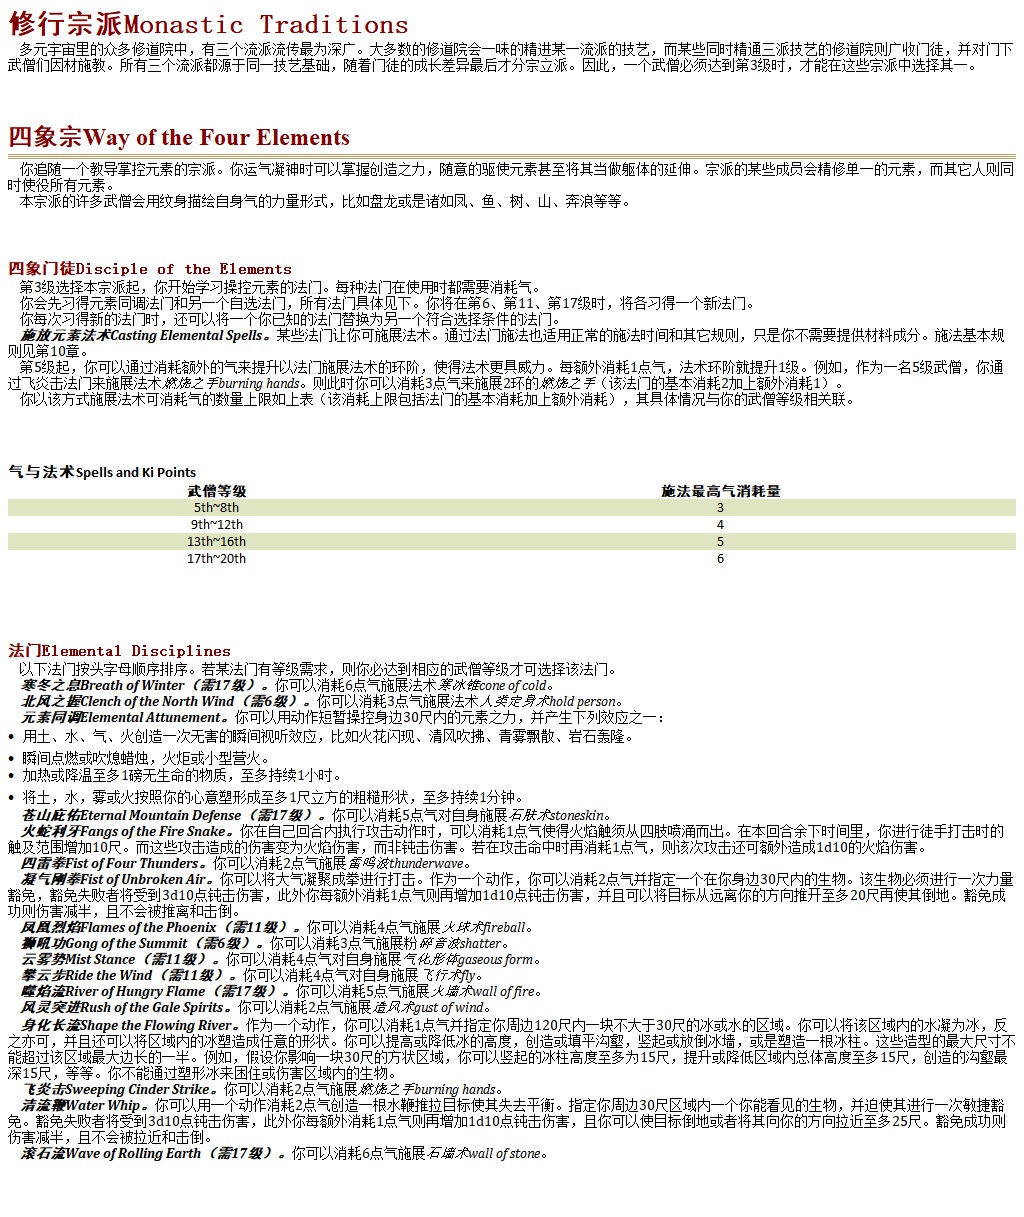 修行宗派Monastic Traditions
多元宇宙里的众多修道院中，有三个流派流传最为深广。大多数的修道院会一味的精进某一流派的技艺，而某些同时精通三派技艺的修道院则广收门徒，并对门下
武僧们因材施教。所有三个流派都源于同一技艺基础，随着门徒的成长差异最后才分宗立派。因此，一个武僧必须达到第3级时，才能在这些宗派中选择其一。
四象宗Way of the Four Elements
你追随一个教导掌控元素的宗派。你运气凝神时可以掌握创造之力，随意的驱使元素甚至将其当做躯体的延伸。宗派的某些成员会精修单一的元素，而其它人则同
时使役所有元素。
本宗派的许多武僧会用纹身描绘自身气的力量形式，比如盘龙或是诸如凤、鱼、树、山、奔浪等等。
四象门徒Disciple of the Elements
第3级选择本宗派起，你开始学习操控元素的法门。每种法门在使用时都需要消耗气。
你会先习得元素同调法门和另一个自选法门，所有法门具体见下。你将在第6、第11、第17级时，将各习得一个新法门。
你每次习得新的法门时，还可以将一个你已知的法门替换为另一个符合选择条件的法门。
施放元素法术Casting Elemental Spells。某些法门让你可施展法术。通过法门施法也适用正常的施法时间和其它规则，只是你不需要提供材料成分。施法基本规
则见第10章。
第5级起，你可以通过消耗额外的气来提升以法门施展法术的环阶，使得法术更具威力。每额外消耗1点气，法术环阶就提升1级。例如，作为一名5级武僧，你通
过飞炎击法门来施展法术燃烧之手burning hands。则此时你可以消耗3点气来施展2环的燃烧之手（该法门的基本消耗2加上额外消耗1）。
你以该方式施展法术可消耗气的数量上限如上表（该消耗上限包括法门的基本消耗加上额外消耗），其具体情况与你的武僧等级相关联。
气与法术Spells and Ki Points
武僧等级 施法最高气消耗量
5th~8th 3
9th~12th 4
13th~16th 5
17th~20th 6
法门Elemental Disciplines
以下法门按头字母顺序排序。若某法门有等级需求，则你必达到相应的武僧等级才可选择该法门。
寒冬之息Breath of Winter（需17级）。你可以消耗6点气施展法术寒冰锥cone of cold。
北风之握Clench of the North Wind（需6级）。你可以消耗3点气施展法术人类定身术hold person。
元素同调Elemental Attunement。你可以用动作短暂操控身边30尺内的元素之力，并产生下列效应之一：
• 用土、水、气、火创造一次无害的瞬间视听效应，比如火花闪现、清风吹拂、青雾飘散、岩石轰隆。
• 瞬间点燃或吹熄蜡烛，火炬或小型营火。
• 加热或降温至多1磅无生命的物质，至多持续1小时。
• 将土，水，雾或火按照你的心意塑形成至多1尺立方的粗糙形状，至多持续1分钟。
苍山庇佑Eternal Mountain Defense（需17级）。你可以消耗5点气对自身施展石肤术stoneskin。
火蛇利牙Fangs of the Fire Snake。你在自己回合内执行攻击动作时，可以消耗1点气使得火焰触须从四肢喷涌而出。在本回合余下时间里，你进行徒手打击时的
触及范围增加10尺。而这些攻击造成的伤害变为火焰伤害，而非钝击伤害。若在攻击命中时再消耗1点气，则该次攻击还可额外造成1d10的火焰伤害。
四雷拳Fist of Four Thunders。你可以消耗2点气施展雷鸣波thunderwave。
凝气刚拳Fist of Unbroken Air。你可以将大气凝聚成拳进行打击。作为一个动作，你可以消耗2点气并指定一个在你身边30尺内的生物。该生物必须进行一次力量
豁免，豁免失败者将受到3d10点钝击伤害，此外你每额外消耗1点气则再增加1d10点钝击伤害，并且可以将目标从远离你的方向推开至多20尺再使其倒地。豁免成
功则伤害减半，且不会被推离和击倒。
凤凰烈焰Flames of the Phoenix（需11级）。你可以消耗4点气施展火球术fireball。
狮吼功Gong of the Summit（需6级）。你可以消耗3点气施展粉碎音波shatter。
云雾势Mist Stance（需11级）。你可以消耗4点气对自身施展气化形体gaseous form。
攀云步Ride the Wind（需11级）。你可以消耗4点气对自身施展飞行术fly。
噬焰流River of Hungry Flame（需17级）。你可以消耗5点气施展火墙术wall of fire。
风灵突进Rush of the Gale Spirits。你可以消耗2点气施展造风术gust of wind。
身化长流Shape the Flowing River。作为一个动作，你可以消耗1点气并指定你周边120尺内一块不大于30尺的冰或水的区域。你可以将该区域内的水凝为冰，反
之亦可，并且还可以将区域内的冰塑造成任意的形状。你可以提高或降低冰的高度，创造或填平沟壑，竖起或放倒冰墙，或是塑造一根冰柱。这些造型的最大尺寸不
能超过该区域最大边长的一半。例如，假设你影响一块30尺的方状区域，你可以竖起的冰柱高度至多为15尺，提升或降低区域内总体高度至多15尺，创造的沟壑最
深15尺，等等。你不能通过塑形冰来困住或伤害区域内的生物。
飞炎击Sweeping Cinder Strike。你可以消耗2点气施展燃烧之手burning hands。
清流鞭Water Whip。你可以用一个动作消耗2点气创造一根水鞭推拉目标使其失去平衡。指定你周边30尺区域内一个你能看见的生物，并迫使其进行一次敏捷豁
免。豁免失败者将受到3d10点钝击伤害，此外你每额外消耗1点气则再增加1d10点钝击伤害，且你可以使目标倒地或者将其向你的方向拉近至多25尺。豁免成功则
伤害减半，且不会被拉近和击倒。
滚石流Wave of Rolling Earth（需17级）。你可以消耗6点气施展石墙术wall of stone。